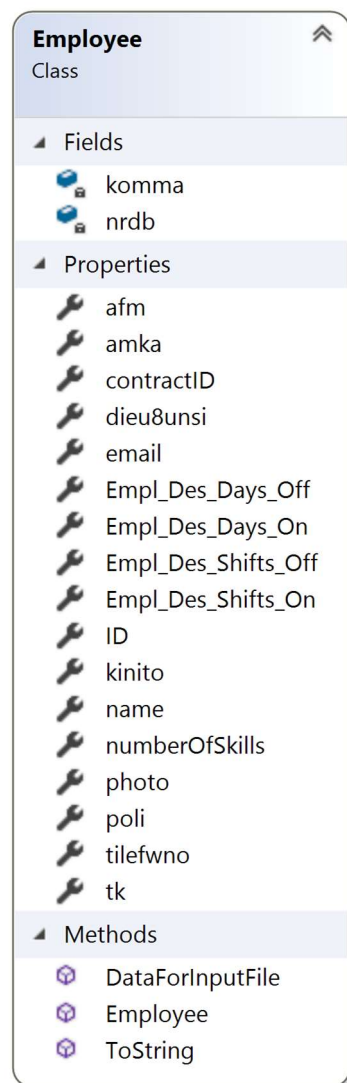 Employee
Class
Fields
komma
nrdb
Properties
afm
amka
contractID
dieu8unsi
email
Empl_Des_Days_Off
Empl_Des_Days_On
Empl_Des_Shifts_Off
Empl_Des_Shifts_On
ID
kinito
name
numberOfSkills
photo
poli
tilefwno
tk
Methods
DataForInputFile
Employee
ToString